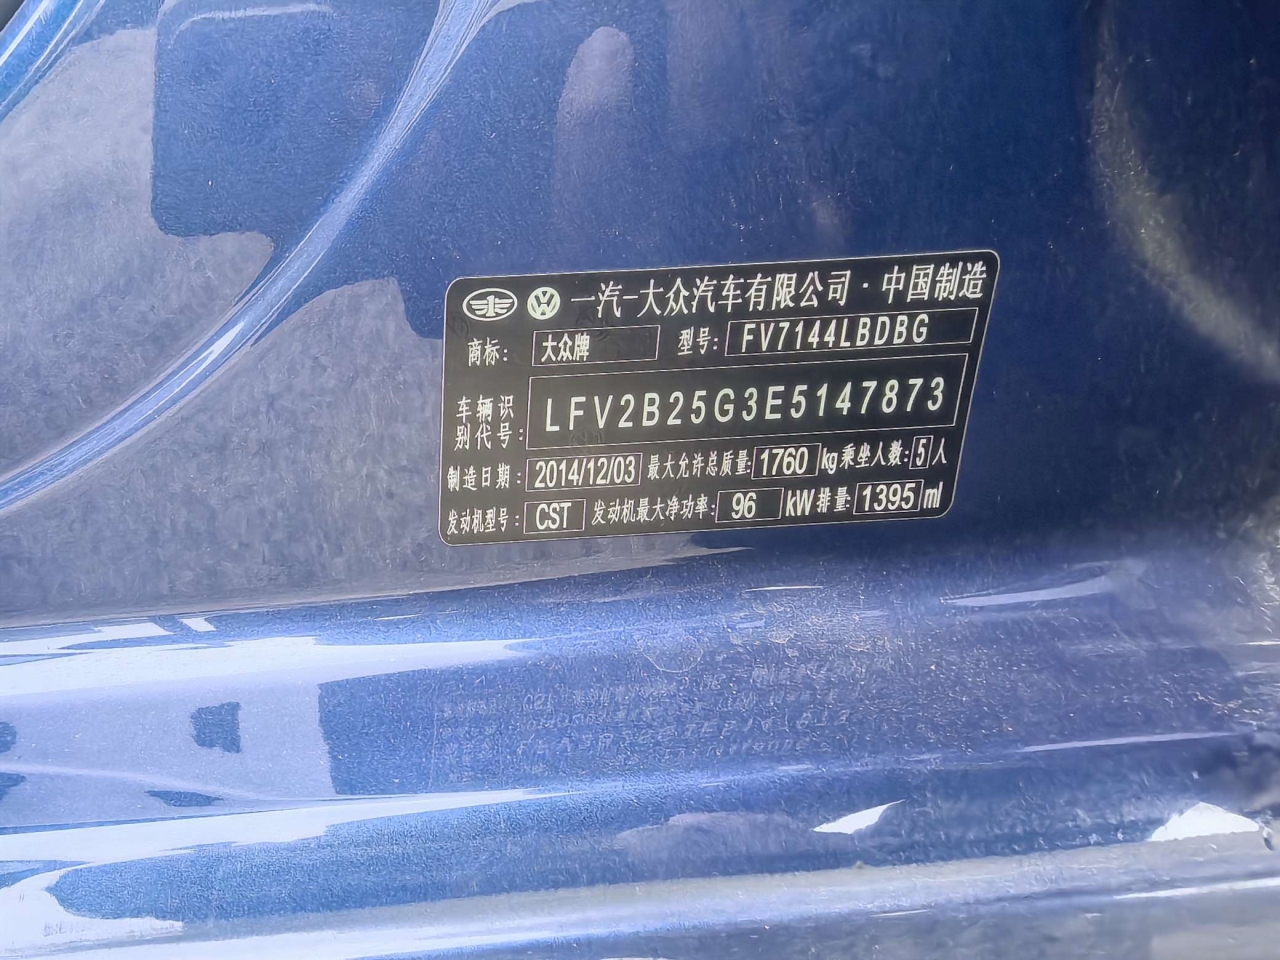 一汽-大众汽车有限公司·中国制造
商标: 大众牌 型号: FV7144LBDBG
车辆识别代号: LFV2B25G3E5147873
制造日期: 2014/12/03 最大允许总质量: 1760 kg 乘坐人数: 5 人
发动机型号: CST 发动机最大净功率: 96 kW 排量: 1395 ml